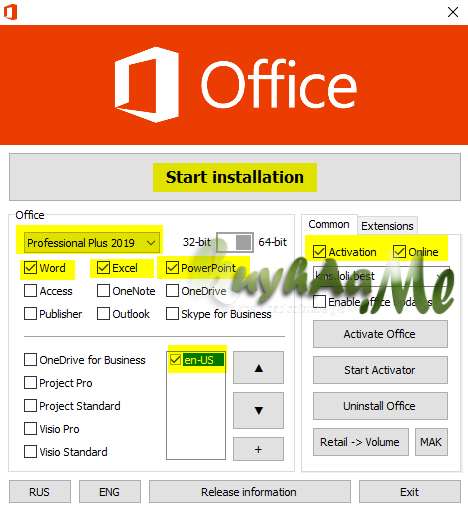 Office
Start installation
Office
Professional Plus 2019
32-bit
64-bit
Word
Excel
PowerPoint
Access
OneNote
OneDrive
Publisher
Outlook
Skype for Business
OneDrive for Business
Project Pro
Project Standard
Visio Pro
Visio Standard
en-US
+
Common
Extensions
Activation
Online
kms.loli.best
Enable office updates
Activate Office
Start Activator
Uninstall Office
Retail -> Volume
MAK
RUS
ENG
Release information
Exit